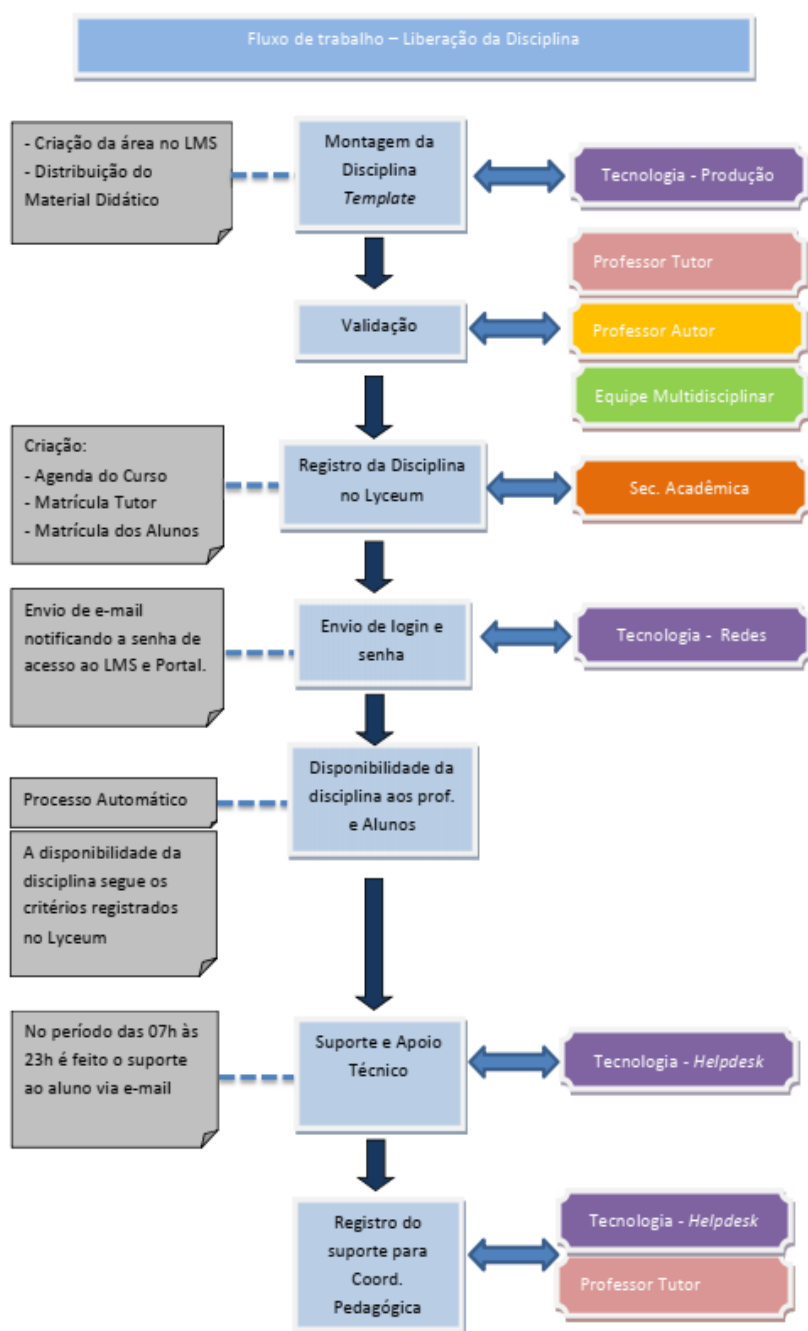 Fluxo de trabalho – Liberação da Disciplina
- Criação da área no LMS
- Distribuição do
Material Didático
Montagem da
Disciplina
Template
Tecnologia - Produção
Professor Tutor
Validação
Professor Autor
Equipe Multidisciplinar
Criação:
- Agenda do Curso
- Matrícula Tutor
- Matrícula dos Alunos
Registro da Disciplina
no Lyceum
Sec. Acadêmica
Envio de e-mail
notificando a senha de
acesso ao LMS e Portal.
Envio de login e
senha
Tecnologia - Redes
Disponibilidade da
disciplina aos prof.
e Alunos
Processo Automático
A disponibilidade da
disciplina segue os
critérios registrados
no Lyceum
No período das 07h às
23h é feito o suporte
ao aluno via e-mail
Suporte e Apoio
Técnico
Tecnologia - Helpdesk
Registro do
suporte para
Coord.
Pedagógica
Tecnologia - Helpdesk
Professor Tutor